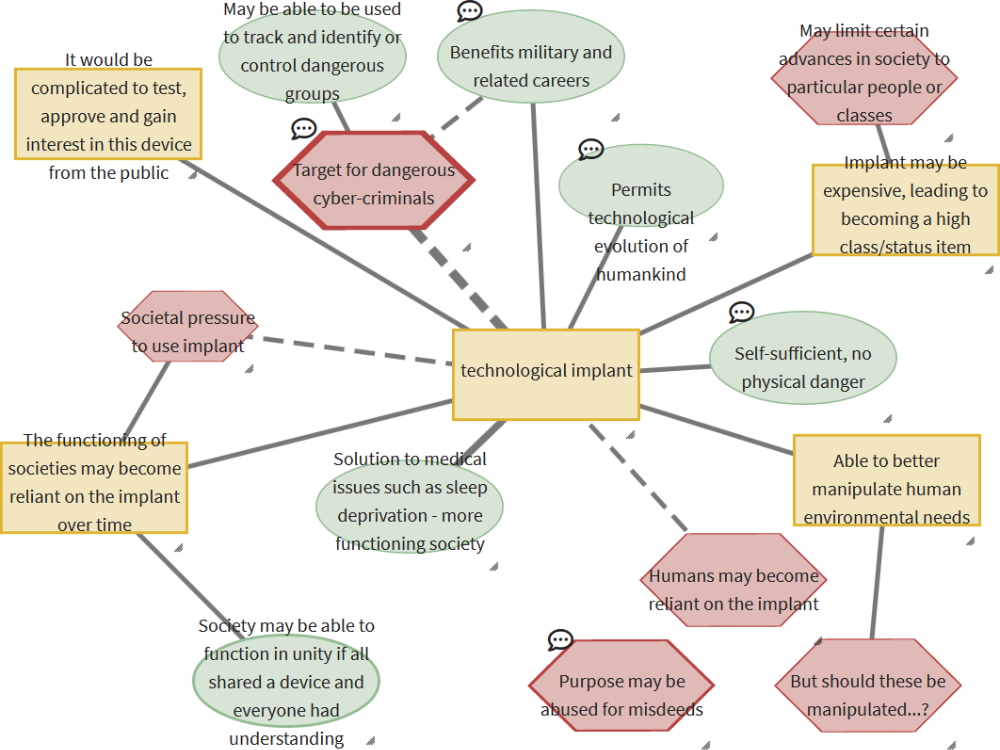 May be able to be used
to track and identify or
control dangerous
groups
Benefits military and
related careers
May limit certain
advances in society to
particular people or
classes
It would be
complicated to test,
approve and gain
interest in this device
from the public
Target for dangerous
cyber-criminals
Permits
technological
evolution of
humankind
Implant may be
expensive, leading to
becoming a high
class/status item
Societal pressure
to use implant
technological implant
Self-sufficient, no
physical danger
The functioning of
societies may become
reliant on the implant
over time
Solution to medical
issues such as sleep
deprivation - more
functioning society
Able to better
manipulate human
environmental needs
Humans may become
reliant on the implant
Society may be able to
function in unity if all
shared a device and
everyone had
understanding
Purpose may be
abused for misdeeds
But should these be
manipulated...?